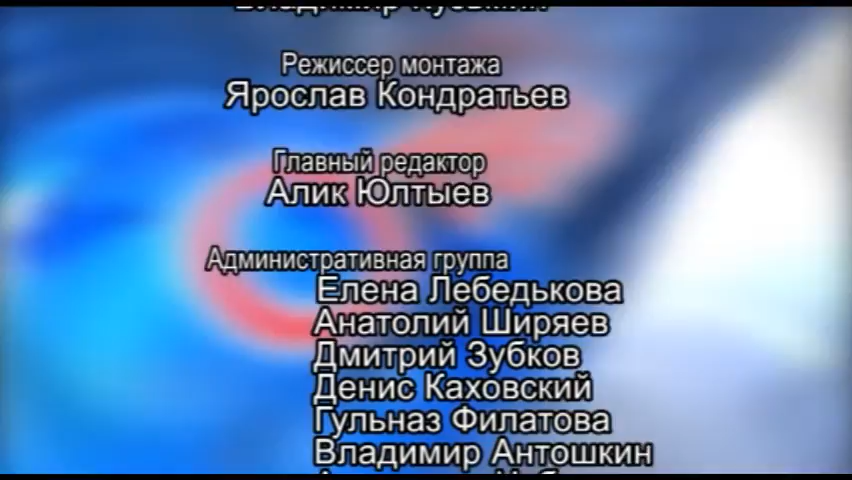 Режиссер монтажа
Ярослав Кондратьев
Главный редактор
Алик Юлтыев
Административная группа
Елена Лебедькова
Анатолий Ширяев
Дмитрий Зубков
Денис Каховский
Гульназ Филатова
Владимир Антошкин